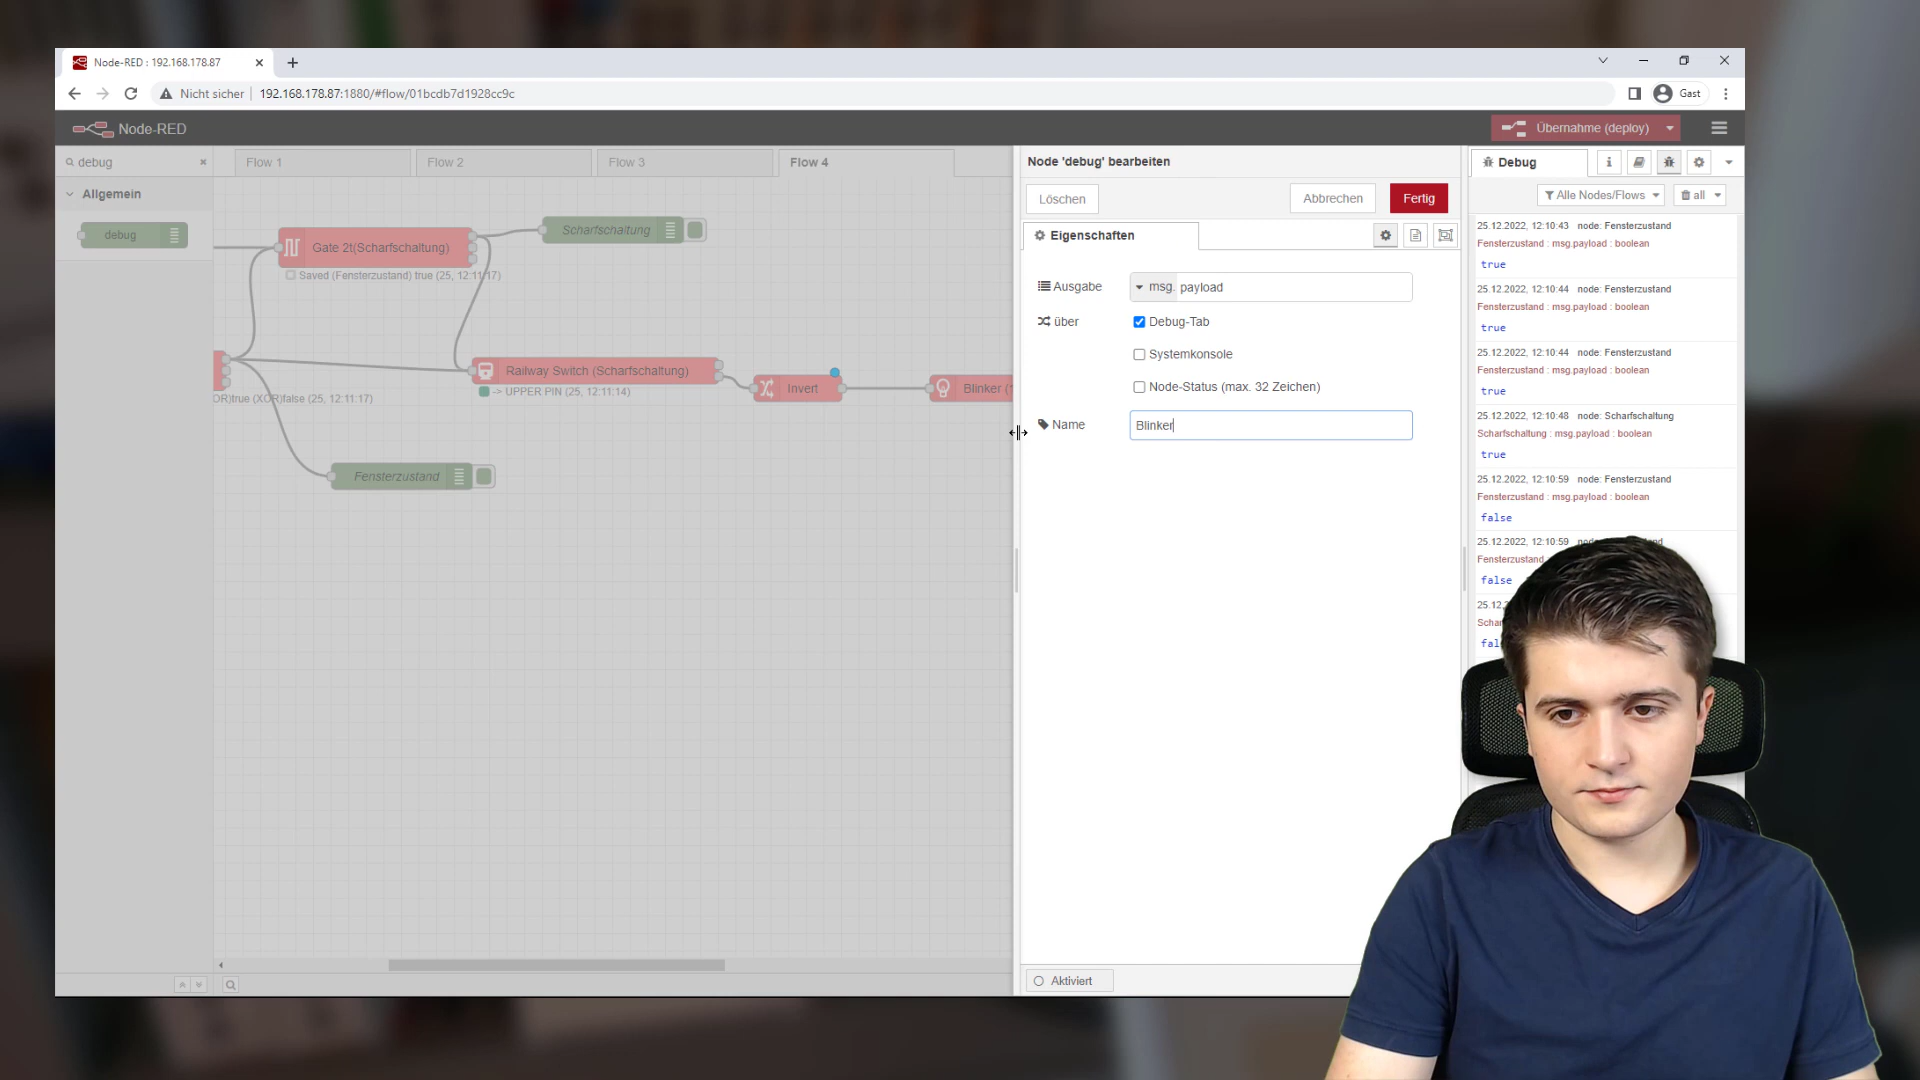 Node-RED : 192.168.178.87
Nicht sicher
192.168.178.87:1880/#flow/01bcdb7d1928cc9c
Gast
Node-RED
Übernahme (deploy)
debug
Flow 1
Flow 2
Flow 3
Flow 4
Node 'debug' bearbeiten
Debug
Allgemein
debug
Löschen
Abbrechen
Fertig
Alle Nodes/Flows
all
Eigenschaften
Gate 2t(Scharfschaltung)
Saved (Fensterzustand) true (25, 12:11:17)
Scharfschaltung
Railway Switch (Scharfschaltung)
-> UPPER PIN (25, 12:11:14)
Invert
Blinker (
OR)true (XOR)false (25, 12:11:17)
Fensterzustand
Ausgabe
msg. payload
über
Debug-Tab
Systemkonsole
Node-Status (max. 32 Zeichen)
Name
Blinker
Aktiviert
25.12.2022, 12:10:43 node: Fensterzustand
Fensterzustand : msg.payload : boolean
true
25.12.2022, 12:10:44 node: Fensterzustand
Fensterzustand : msg.payload : boolean
true
25.12.2022, 12:10:44 node: Fensterzustand
Fensterzustand : msg.payload : boolean
true
25.12.2022, 12:10:48 node: Scharfschaltung
Scharfschaltung : msg.payload : boolean
true
25.12.2022, 12:10:59 node: Fensterzustand
Fensterzustand : msg.payload : boolean
false
25.12.2022, 12:10:59
Fensterzustand
false
25.12.2
Schar
fal